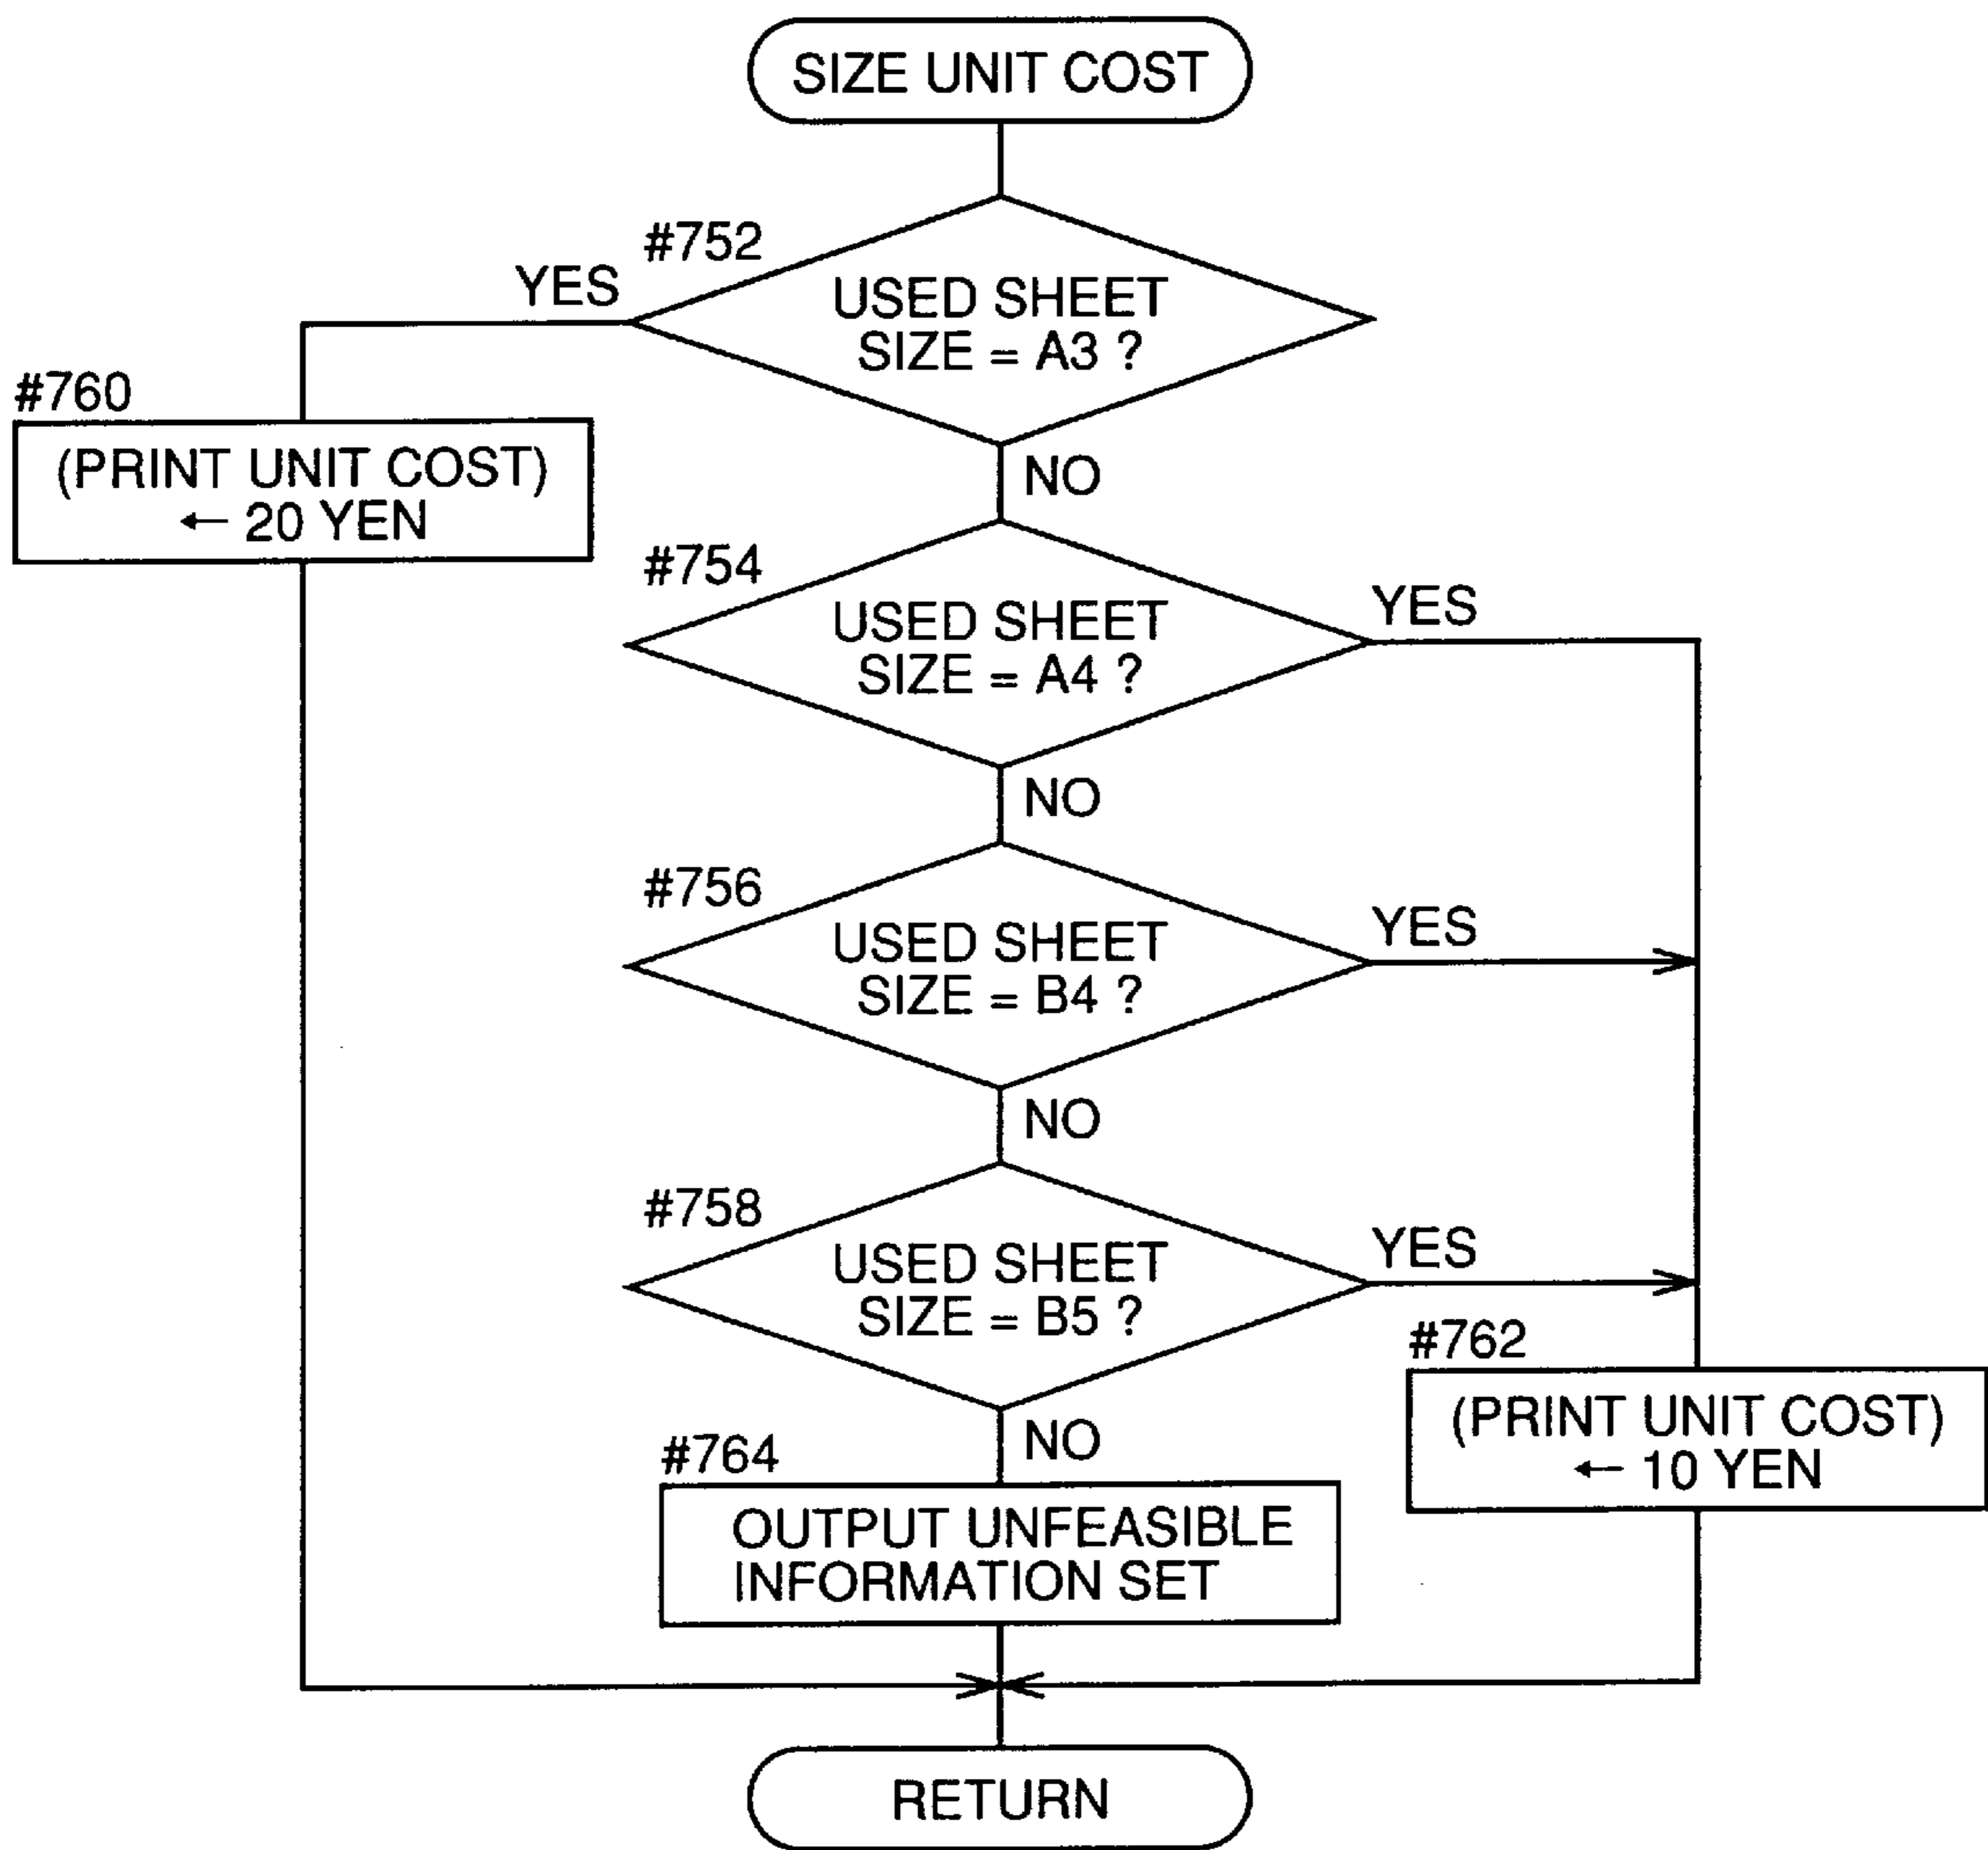 SIZE UNIT COST
#752
YES
USED SHEET
SIZE = A3 ?
#760
(PRINT UNIT COST)
← 20 YEN
NO
#754
YES
USED SHEET
SIZE = A4 ?
NO
#756
YES
USED SHEET
SIZE = B4 ?
NO
#758
YES
USED SHEET
SIZE = B5 ?
#762
(PRINT UNIT COST)
← 10 YEN
NO
#764
OUTPUT UNFEASIBLE
INFORMATION SET
RETURN